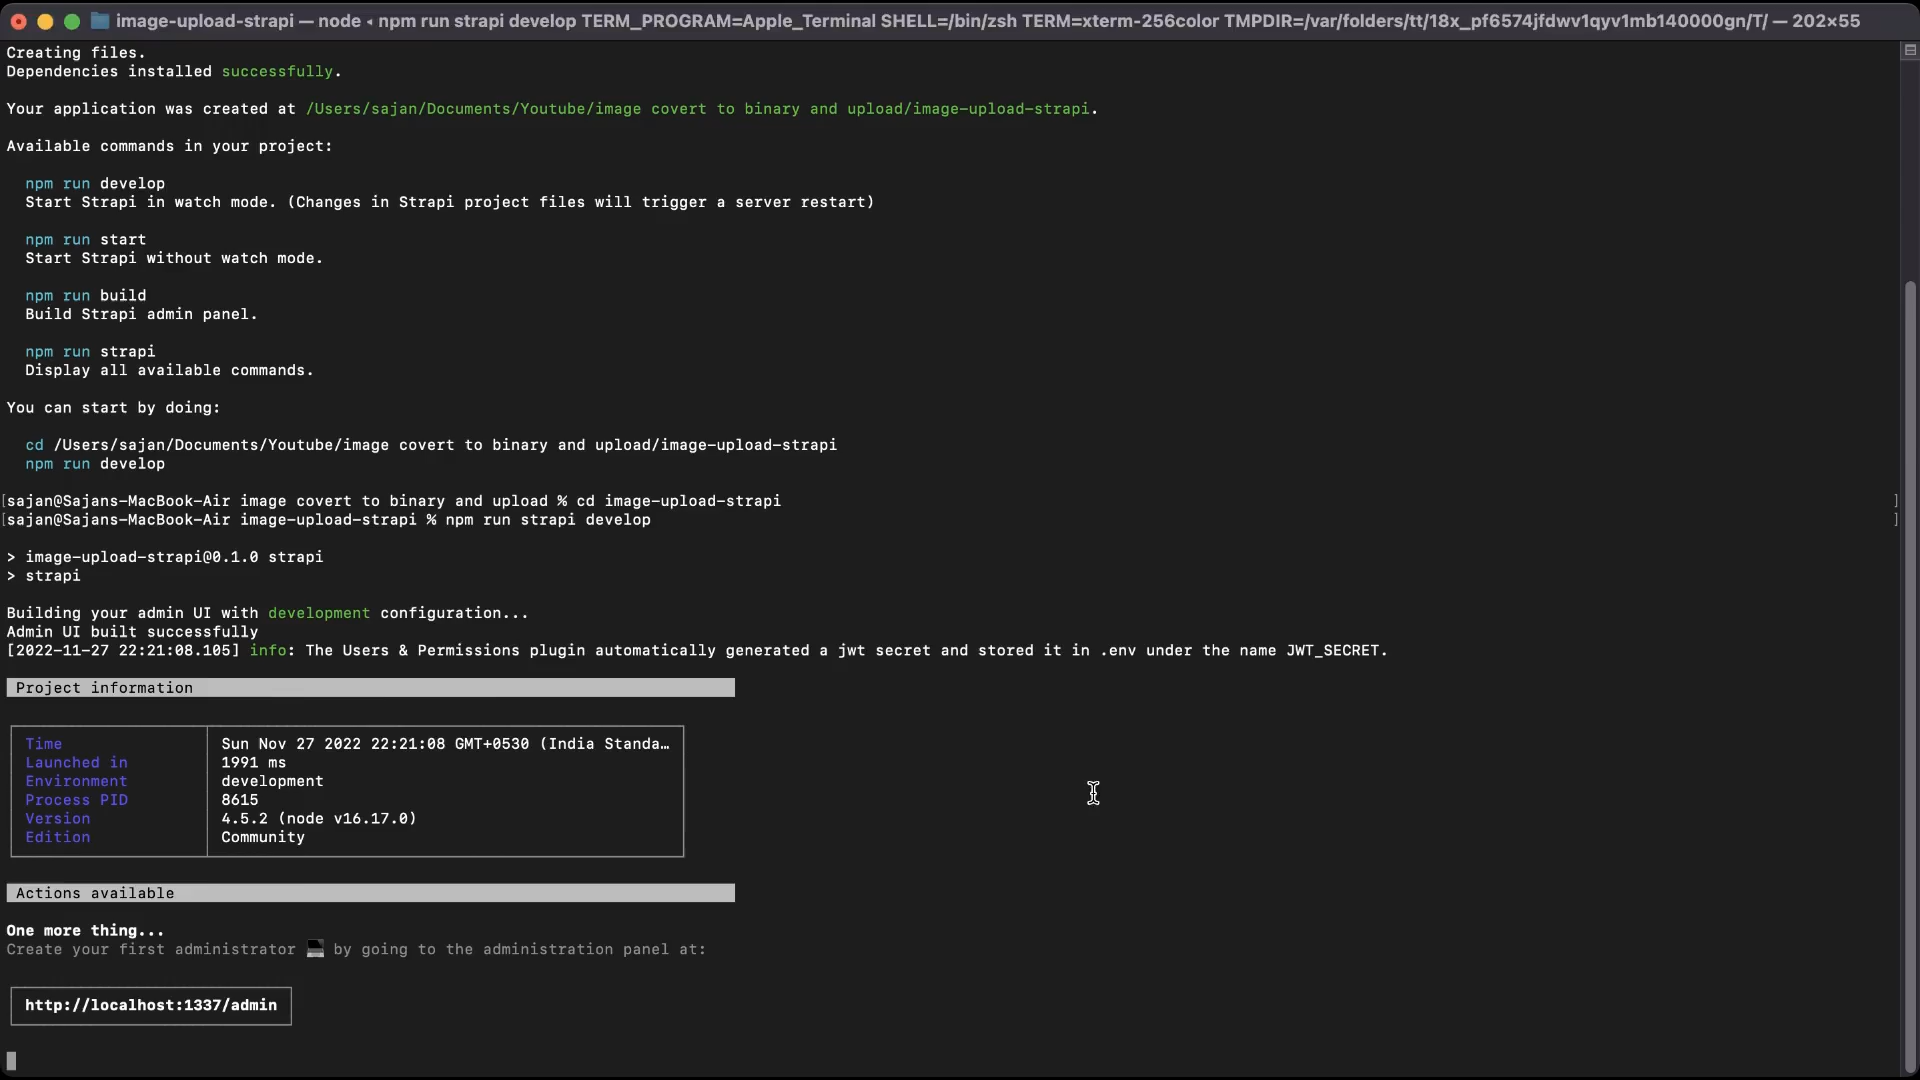 image-upload-strapi — node ◂ npm run strapi develop TERM_PROGRAM=Apple_Terminal SHELL=/bin/zsh TERM=xterm-256color TMPDIR=/var/folders/tt/18x_pf6574jfdwv1qyv1mb140000gn/T/ — 202×55
Creating files.
Dependencies installed successfully.
Your application was created at /Users/sajan/Documents/Youtube/image covert to binary and upload/image-upload-strapi.
Available commands in your project:
npm run develop
Start Strapi in watch mode. (Changes in Strapi project files will trigger a server restart)
npm run start
Start Strapi without watch mode.
npm run build
Build Strapi admin panel.
npm run strapi
Display all available commands.
You can start by doing:
cd /Users/sajan/Documents/Youtube/image covert to binary and upload/image-upload-strapi
npm run develop
[sajan@Sajans-MacBook-Air image covert to binary and upload % cd image-upload-strapi ]
[sajan@Sajans-MacBook-Air image-upload-strapi % npm run strapi develop ]
> image-upload-strapi@0.1.0 strapi
> strapi
Building your admin UI with development configuration...
Admin UI built successfully
[2022-11-27 22:21:08.105] info: The Users & Permissions plugin automatically generated a jwt secret and stored it in .env under the name JWT_SECRET.
Project information
Time Sun Nov 27 2022 22:21:08 GMT+0530 (India Standa…
Launched in 1991 ms
Environment development
Process PID 8615
Version 4.5.2 (node v16.17.0)
Edition Community
Actions available
One more thing...
Create your first administrator 💻 by going to the administration panel at:
http://localhost:1337/admin